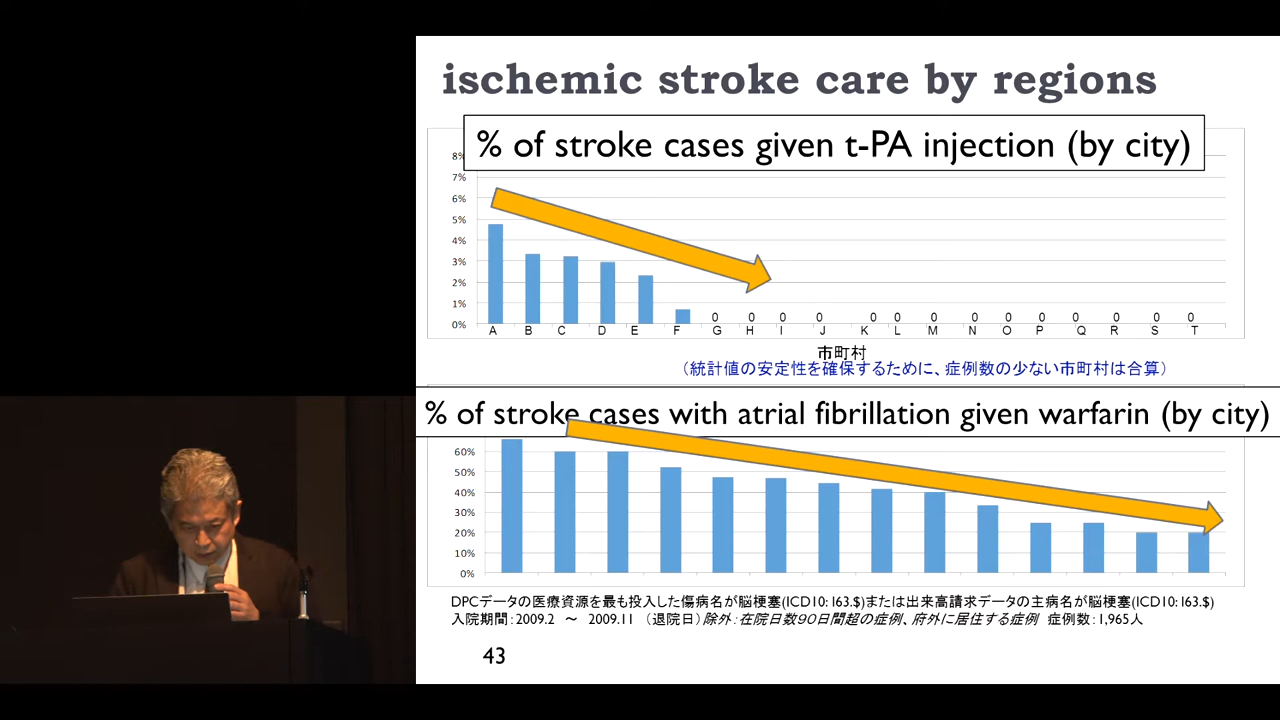 ischemic stroke care by regions
% of stroke cases given t-PA injection (by city)
8%
7%
6%
5%
4%
3%
2%
1%
0%
0 0 0 0 0 0 0 0 0 0 0 0 0 0
A B C D E F G H I J K L M N O P Q R S T
市町村
（統計値の安定性を確保するために、症例数の少ない市町村は合算）
% of stroke cases with atrial fibrillation given warfarin (by city)
60%
50%
40%
30%
20%
10%
0%
DPCデータの医療資源を最も投入した傷病名が脳梗塞(ICD10: I63.$)または出来高請求データの主病名が脳梗塞(ICD10: I63.$)
入院期間：2009.2 ～ 2009.11 （退院日）除外：在院日数90日間超の症例、府外に居住する症例 症例数：1,965人
43